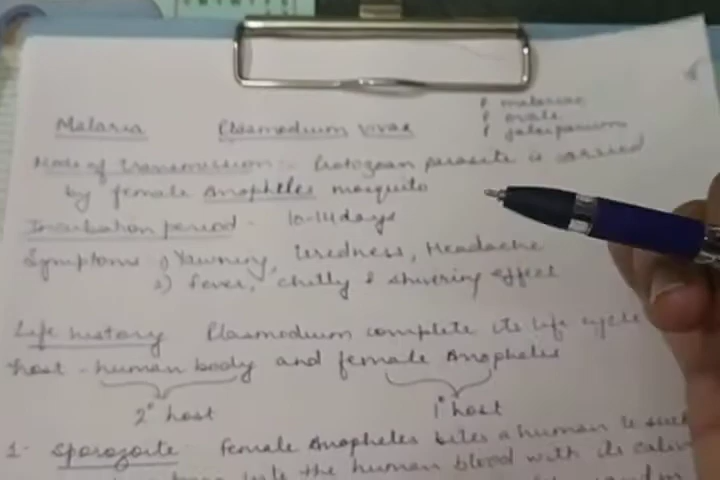 P malariae
Malaria Plasmodium vivax P ovale
P falciparum
Mode of transmission :- Protozoan parasite is carried
by female Anopheles mosquito
Incubation period - 10-14 days
Symptoms 1) Yawning, tiredness, Headache
2) fever, chilly & shivering effect
Life history Plasmodium complete its life cycle
host - human body and female Anopheles
2° host 1° host
1- Sporozoite female Anopheles bites a human to suck
the human blood with its saliva